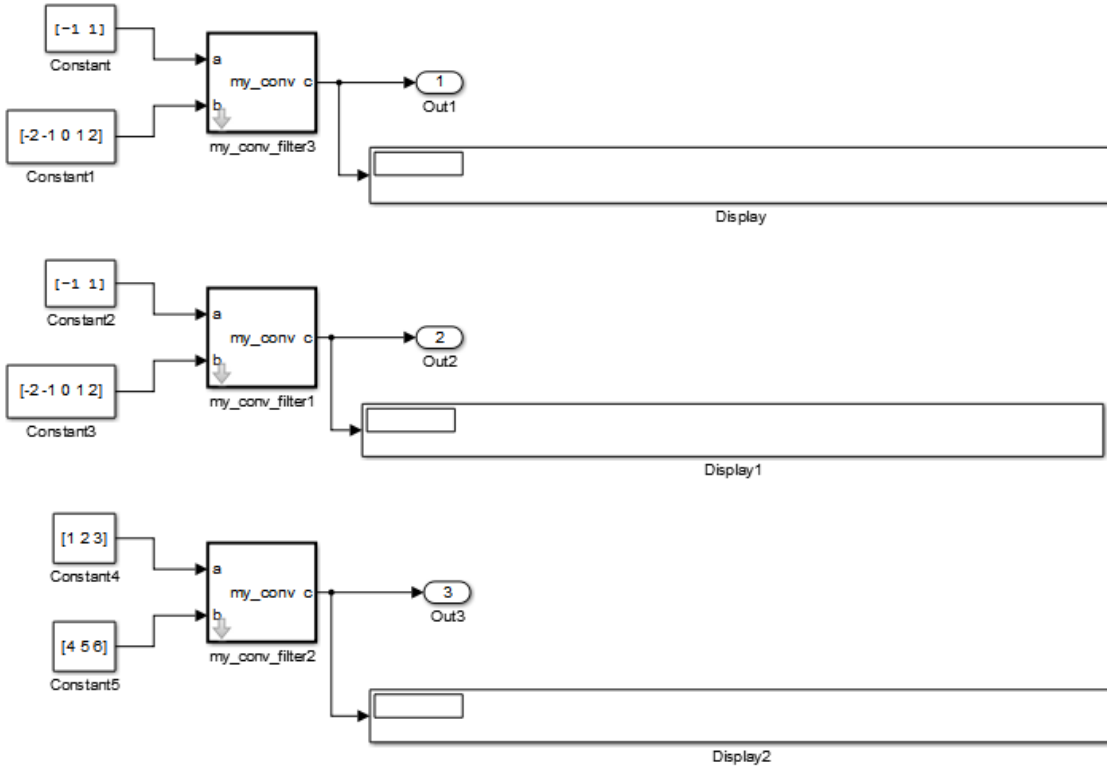 [-1 1]
Constant
a
my_conv c
1
Out1
[-2 -1 0 1 2]
b
Constant1
my_conv_filter3
Display
[-1 1]
Constant2
a
my_conv c
2
Out2
[-2 -1 0 1 2]
b
Constant3
my_conv_filter1
Display1
[1 2 3]
Constant4
a
my_conv c
3
Out3
[4 5 6]
b
Constant5
my_conv_filter2
Display2